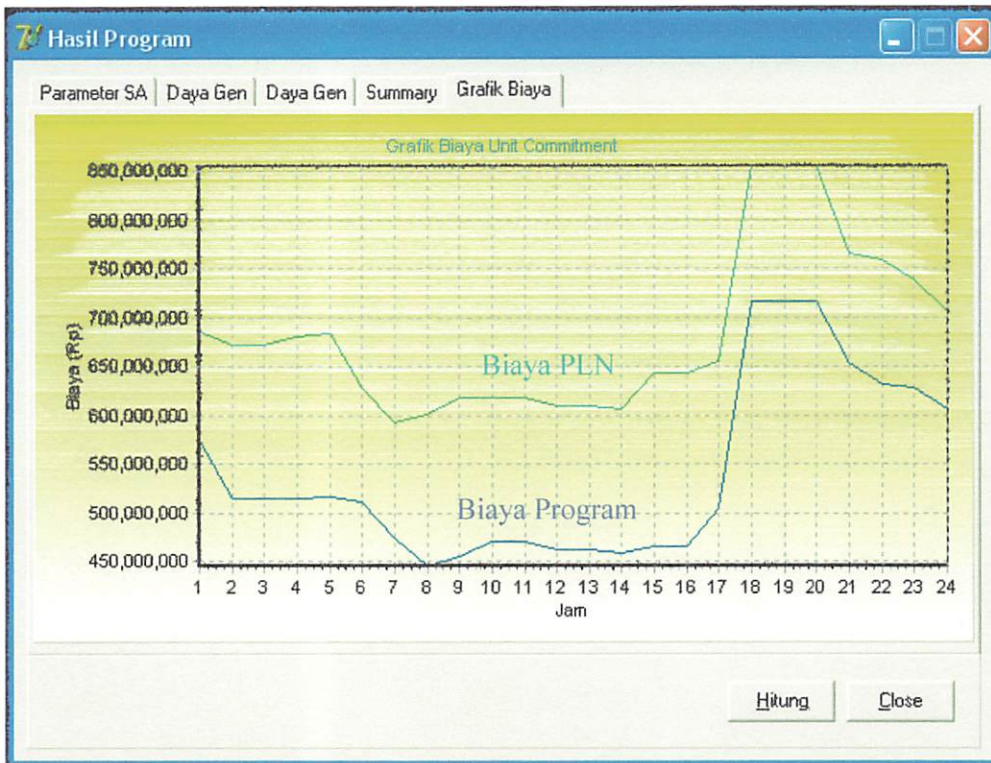 Hasil Program
Parameter SA Daya Gen Daya Gen Summary Grafik Biaya
Grafik Biaya Unit Commitment
850,000,000
800,000,000
750,000,000
700,000,000
650,000,000
600,000,000
550,000,000
500,000,000
450,000,000
Biaya (Rp)
Biaya PLN
Biaya Program
1 2 3 4 5 6 7 8 9 10 11 12 13 14 15 16 17 18 19 20 21 22 23 24
Jam
Hitung Close